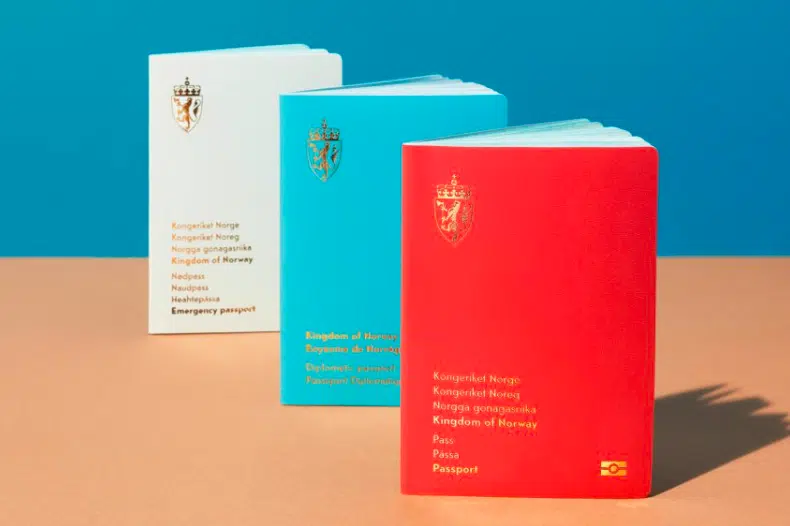 Kongeriket Norge
Kongeriket Noreg
Norgga gonagasriika
Kingdom of Norway
Nødpass
Naudpass
Heahtepássa
Emergency passport
Kingdom of Norway
Royaume de Norvège
Kongeriket Norge
Kongeriket Noreg
Norgga gonagasriika
Kingdom of Norway
Pass
Pássa
Passport